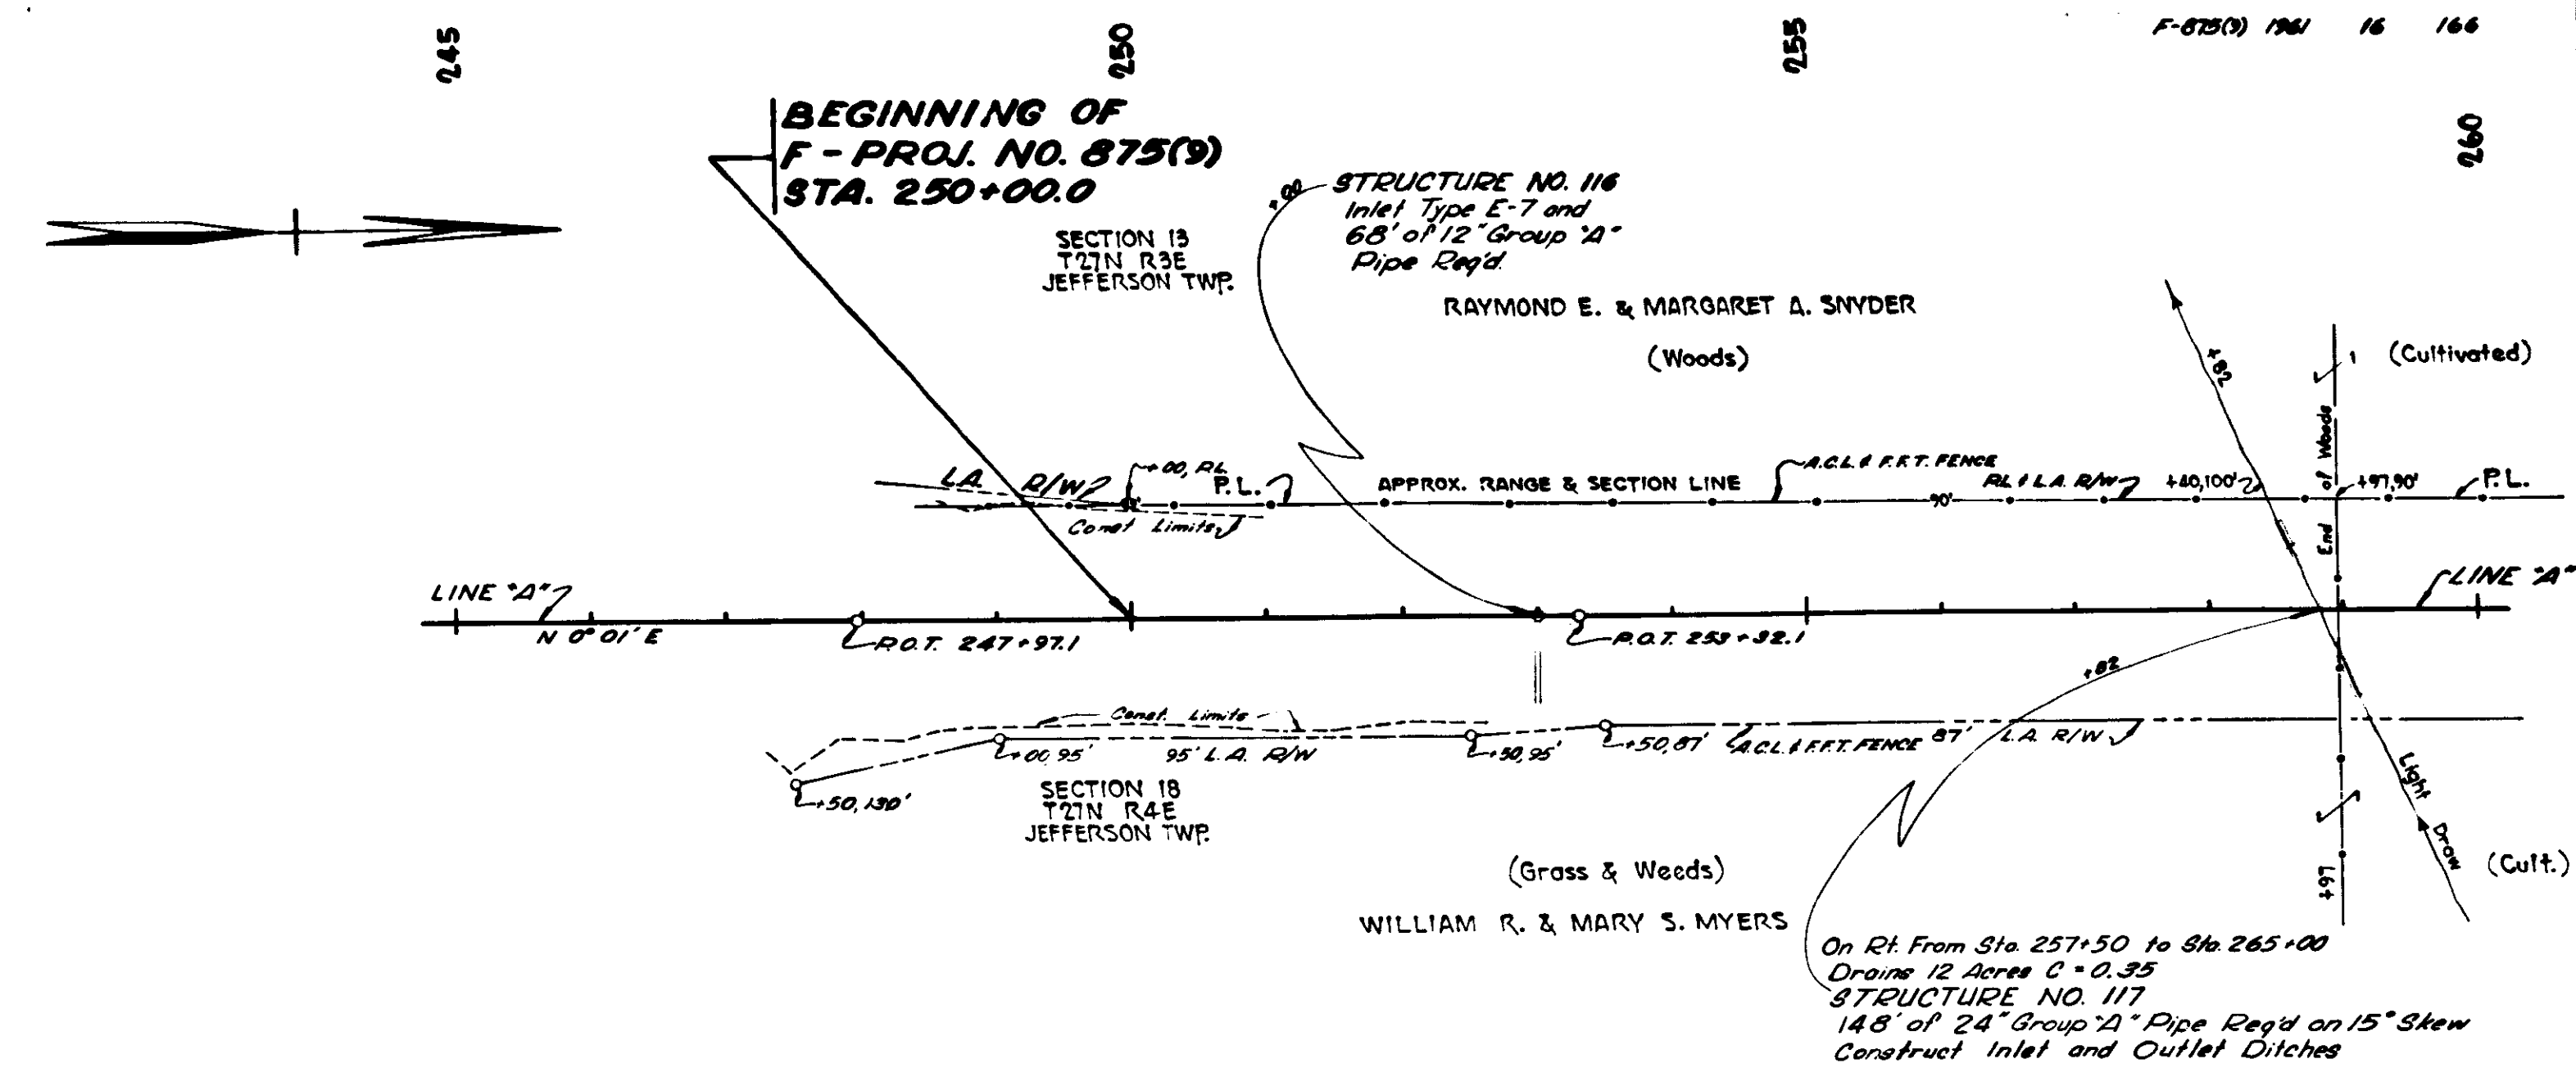 F-875(9) 1961 16 166
245
250
255
260
BEGINNING OF
F - PROJ. NO. 875(9)
STA. 250+00.0
+00
STRUCTURE NO. 116
Inlet Type E-7 and
68' of 12" Group "A"
Pipe Req'd.
SECTION 13
T27N R3E
JEFFERSON TWP.
RAYMOND E. & MARGARET A. SNYDER
(Woods)
+82
1
(Cultivated)
End of Woods
L.A. R/W
+00, P.L.
P.L.
APPROX. RANGE & SECTION LINE
A.C.L. & F.F.T. FENCE
90'
P.L. & L.A. R/W
+40,100'
+97,90'
P.L.
Const. Limits
LINE "A"
N 0° 01' E
P.O.T. 247+97.1
P.O.T. 253+32.1
LINE "A"
+82
Const. Limits
+50,130'
+00,95'
95' L.A. R/W
+50,95'
+50,87'
A.C.L. & F.F.T. FENCE
87'
L.A. R/W
SECTION 18
T27N R4E
JEFFERSON TWP.
Light Draw
+97
(Cult.)
(Grass & Weeds)
WILLIAM R. & MARY S. MYERS
On Rt. From Sta. 257+50 to Sta. 265+00
Drains 12 Acres C = 0.35
STRUCTURE NO. 117
148' of 24" Group "A" Pipe Req'd on 15° Skew
Construct Inlet and Outlet Ditches